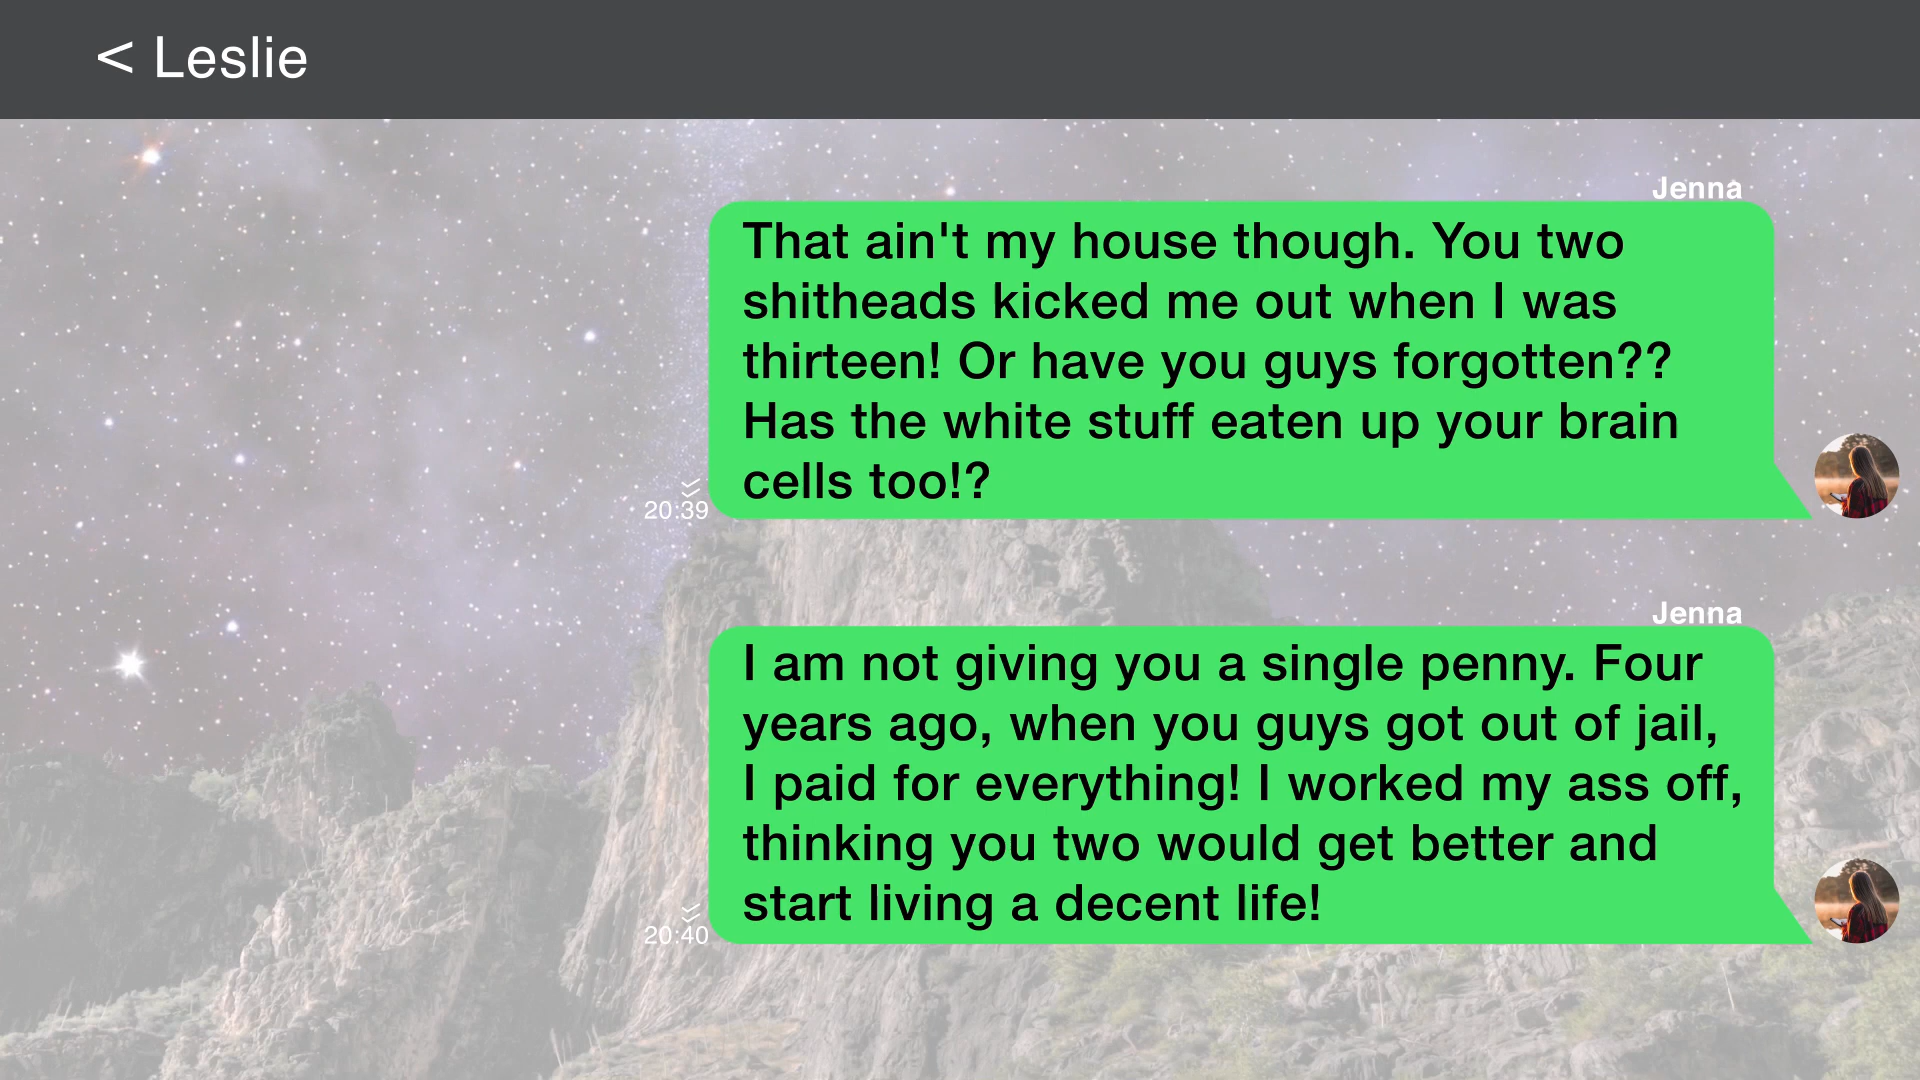 < Leslie
Jenna
That ain't my house though. You two
shitheads kicked me out when I was
thirteen! Or have you guys forgotten??
Has the white stuff eaten up your brain
cells too!?
20:39
Jenna
I am not giving you a single penny. Four
years ago, when you guys got out of jail,
I paid for everything! I worked my ass off,
thinking you two would get better and
start living a decent life!
20:40